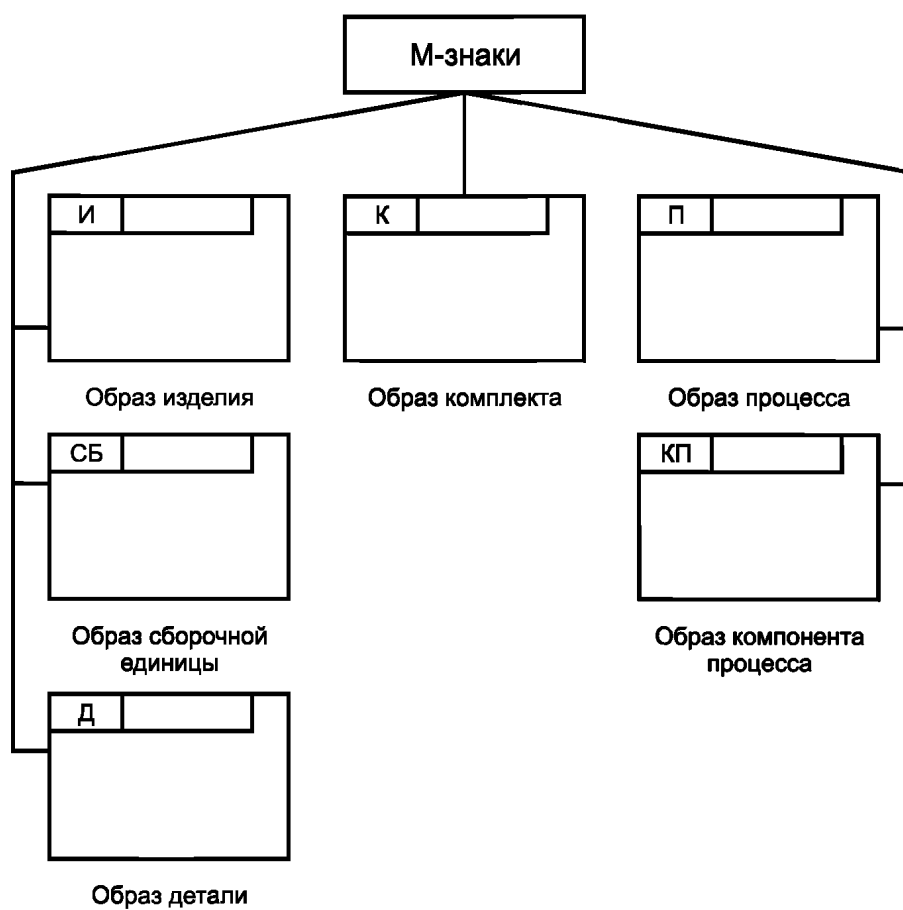 М-знаки
И
К
П
Образ изделия
Образ комплекта
Образ процесса
СБ
КП
Образ сборочной
единицы
Образ компонента
процесса
Д
Образ детали